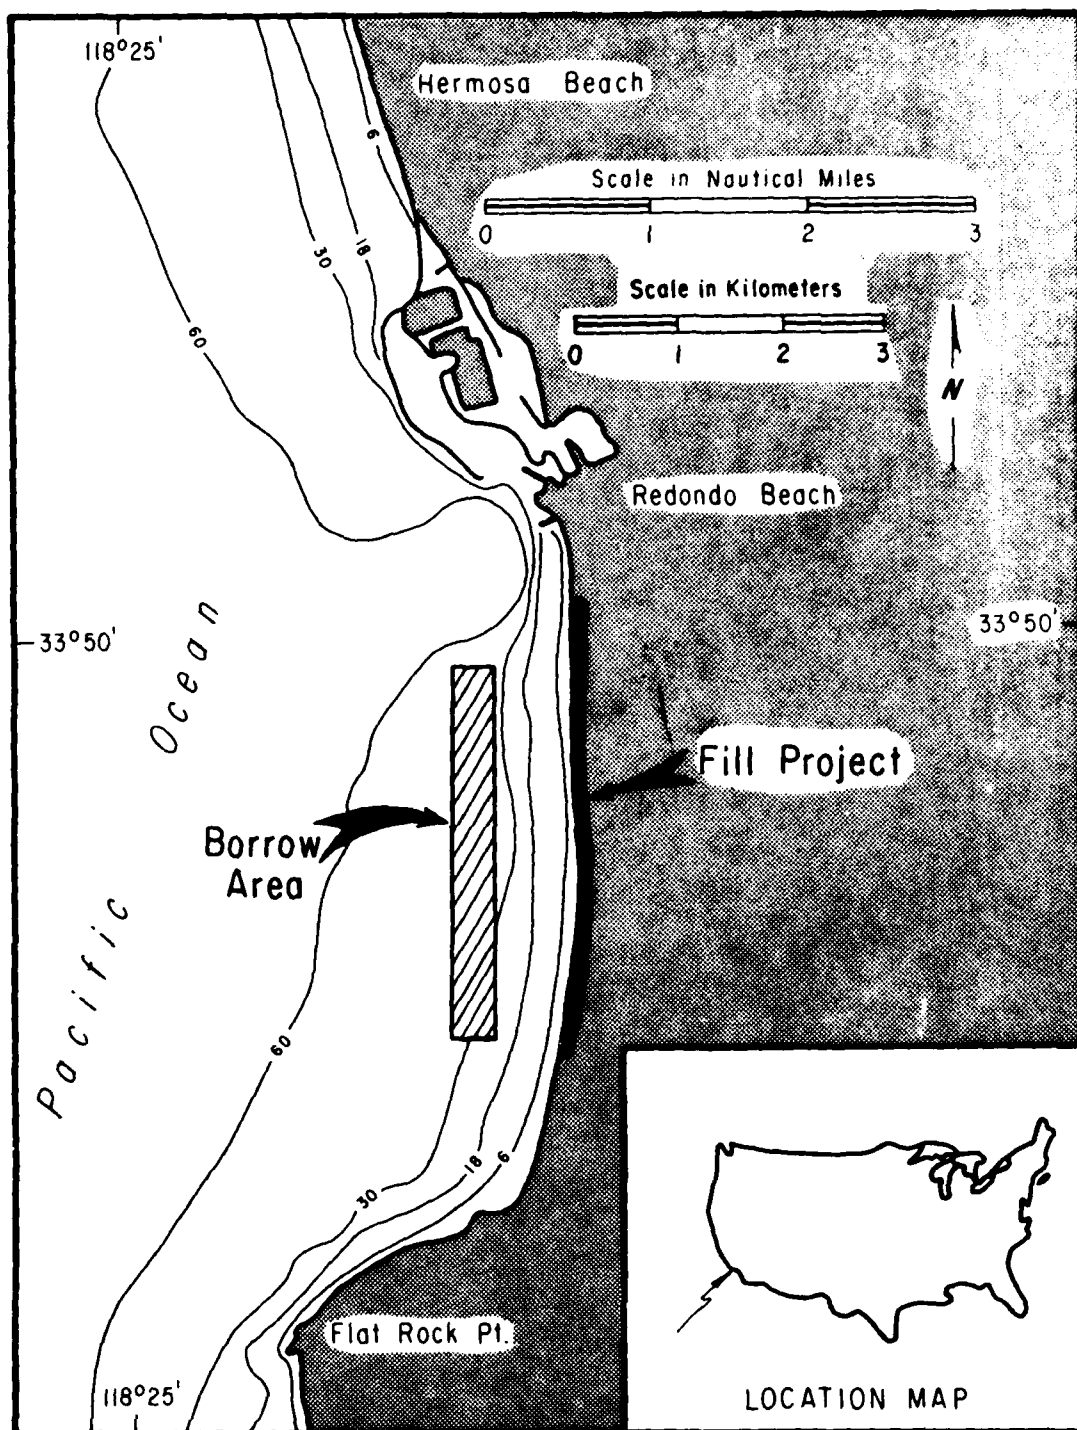 118°25'
Hermosa Beach
6
Scale in Nautical Miles
0 1 2 3
18
30
60
Scale in Kilometers
0 1 2 3
N
Redondo Beach
33°50'
33°50'
Pacific Ocean
Fill Project
Borrow
Area
60
30
18
6
Flat Rock Pt.
118°25'
LOCATION MAP